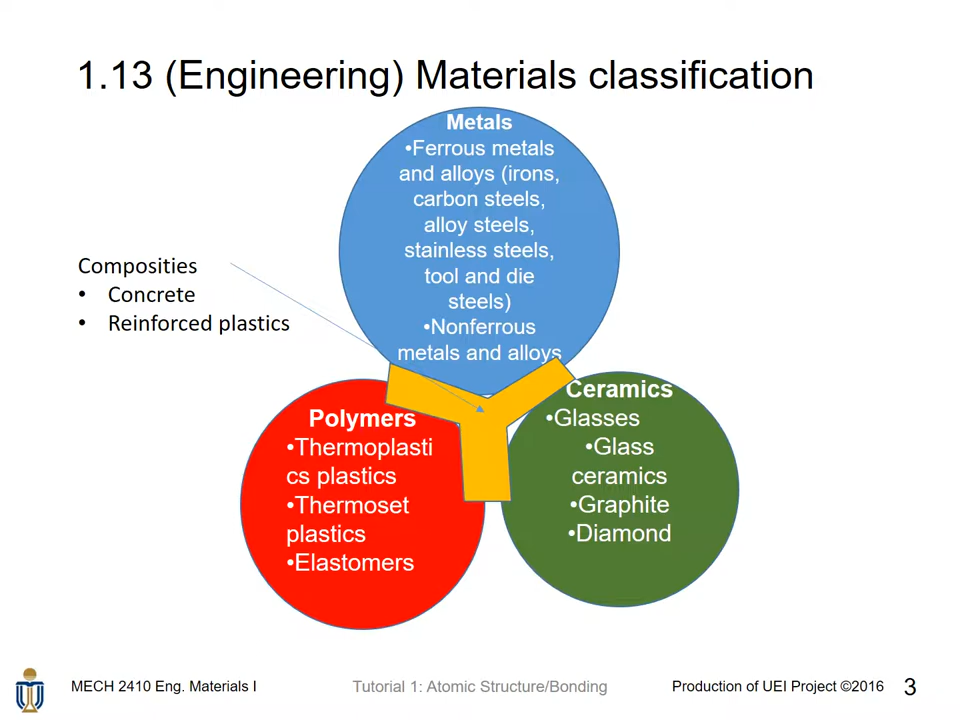 1.13 (Engineering) Materials classification
Metals
•Ferrous metals
and alloys (irons,
carbon steels,
alloy steels,
stainless steels,
tool and die
steels)
•Nonferrous
metals and alloys
Composities
• Concrete
• Reinforced plastics
Polymers
•Thermoplasti
cs plastics
•Thermoset
plastics
•Elastomers
Ceramics
•Glasses
•Glass
ceramics
•Graphite
•Diamond
MECH 2410 Eng. Materials I
Tutorial 1: Atomic Structure/Bonding
Production of UEI Project ©2016
3